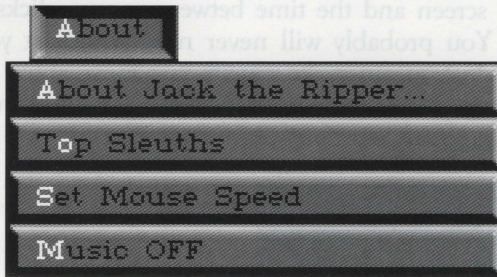 About
About Jack the Ripper...
Top Sleuths
Set Mouse Speed
Music OFF